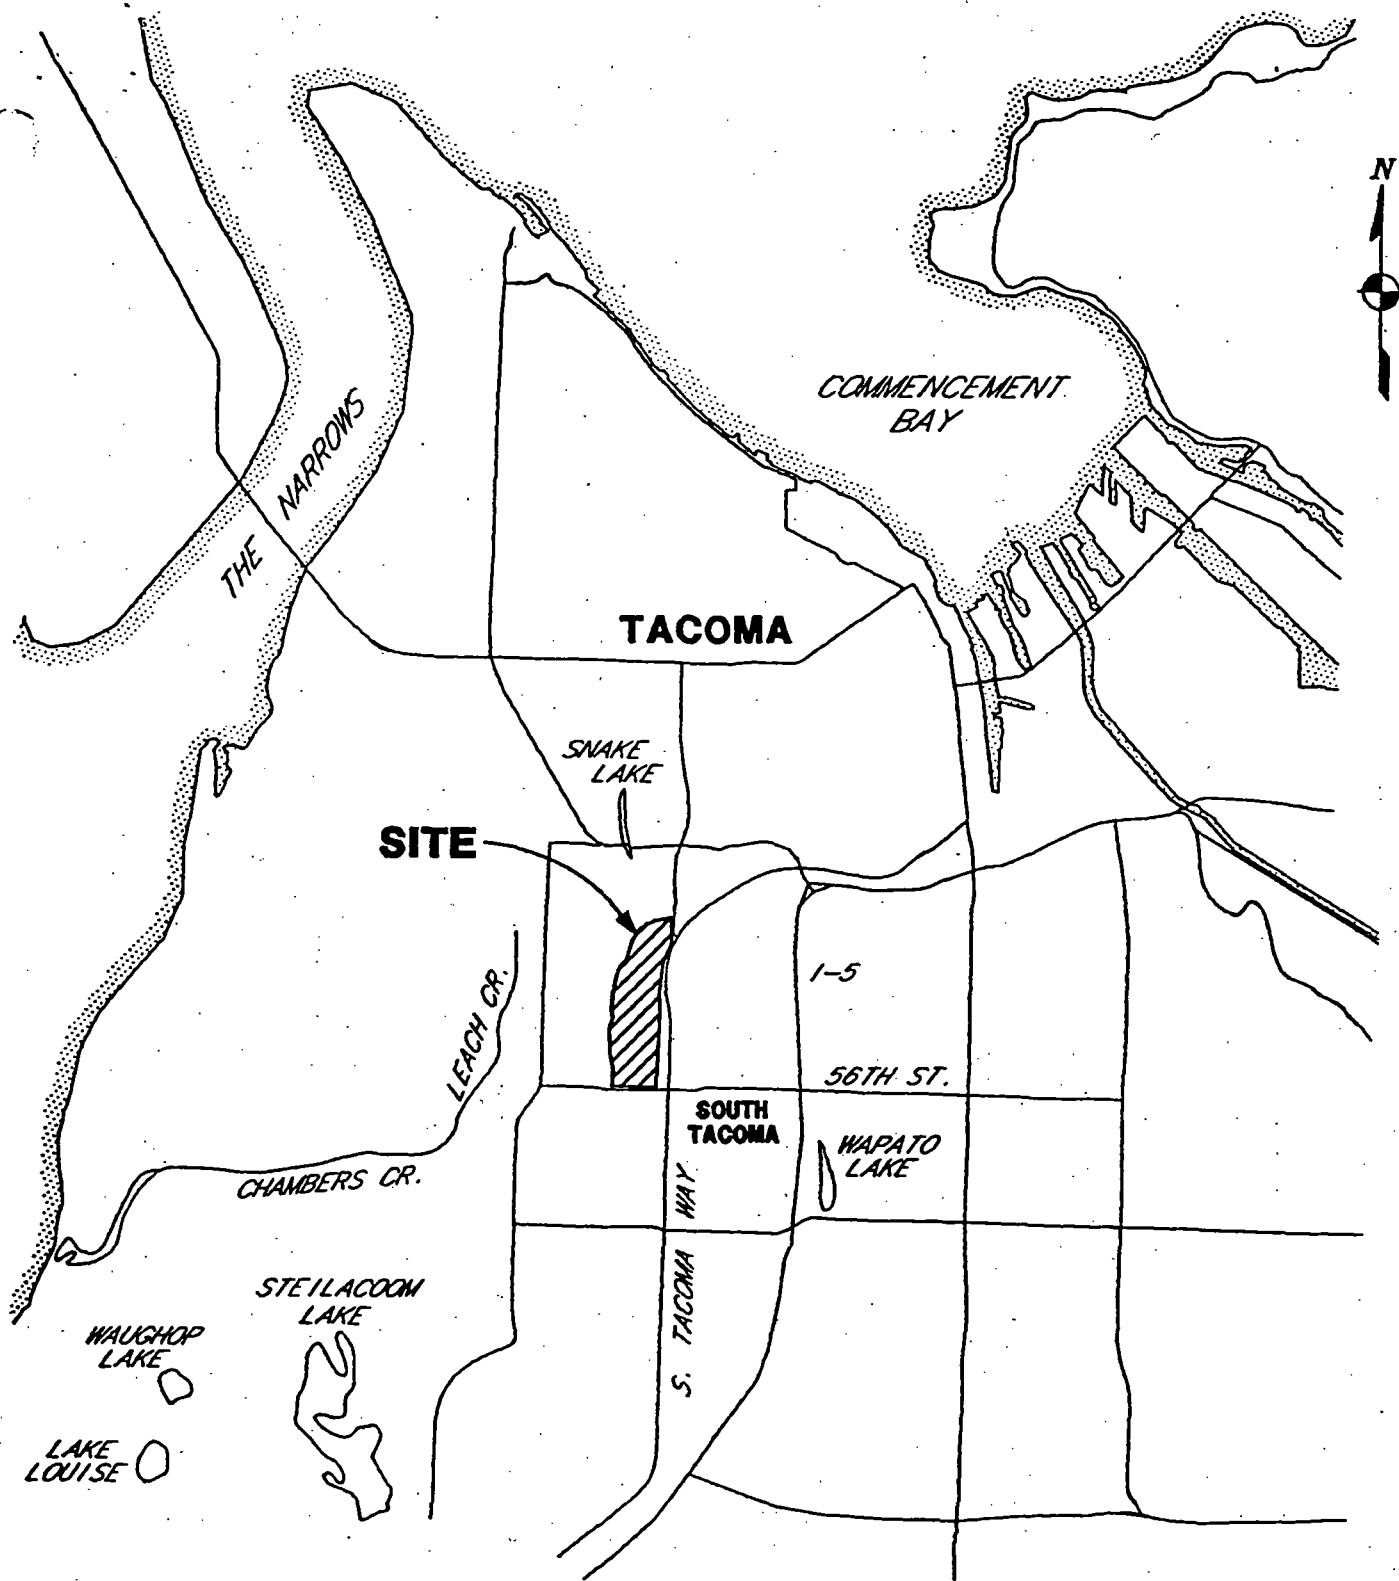 N
COMMENCEMENT
BAY
THE NARROWS
TACOMA
SNAKE
LAKE
SITE
I-5
LEACH CR.
56TH ST.
SOUTH
TACOMA
WAPATO
LAKE
CHAMBERS CR.
S. TACOMA WAY
STEILACOOM
LAKE
WAUGHOP
LAKE
LAKE
LOUISE